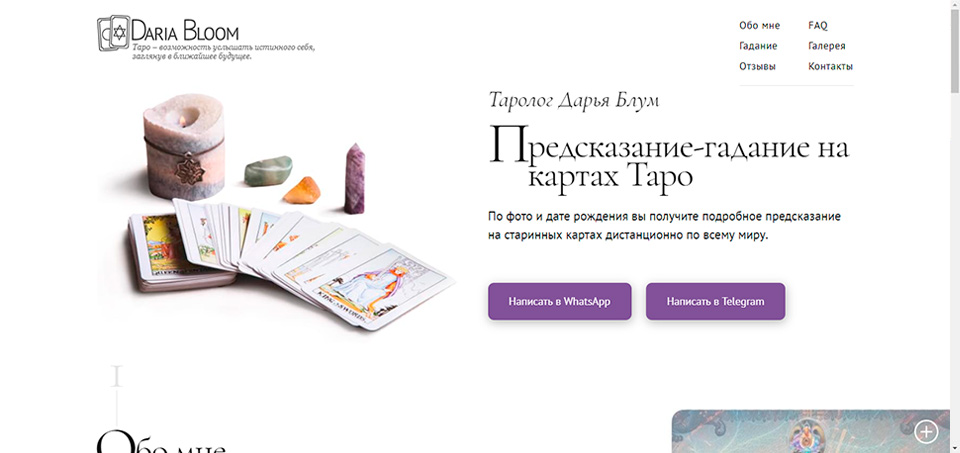 DARIA BLOOM
Таро – возможность услышать истинного себя,
заглянув в ближайшее будущее.
Обо мне
FAQ
Гадание
Галерея
Отзывы
Контакты
Таролог Дарья Блум
Предсказание-гадание на
картах Таро
По фото и дате рождения вы получите подробное предсказание
на старинных картах дистанционно по всему миру.
Написать в WhatsApp
Написать в Telegram
I
Обо мне